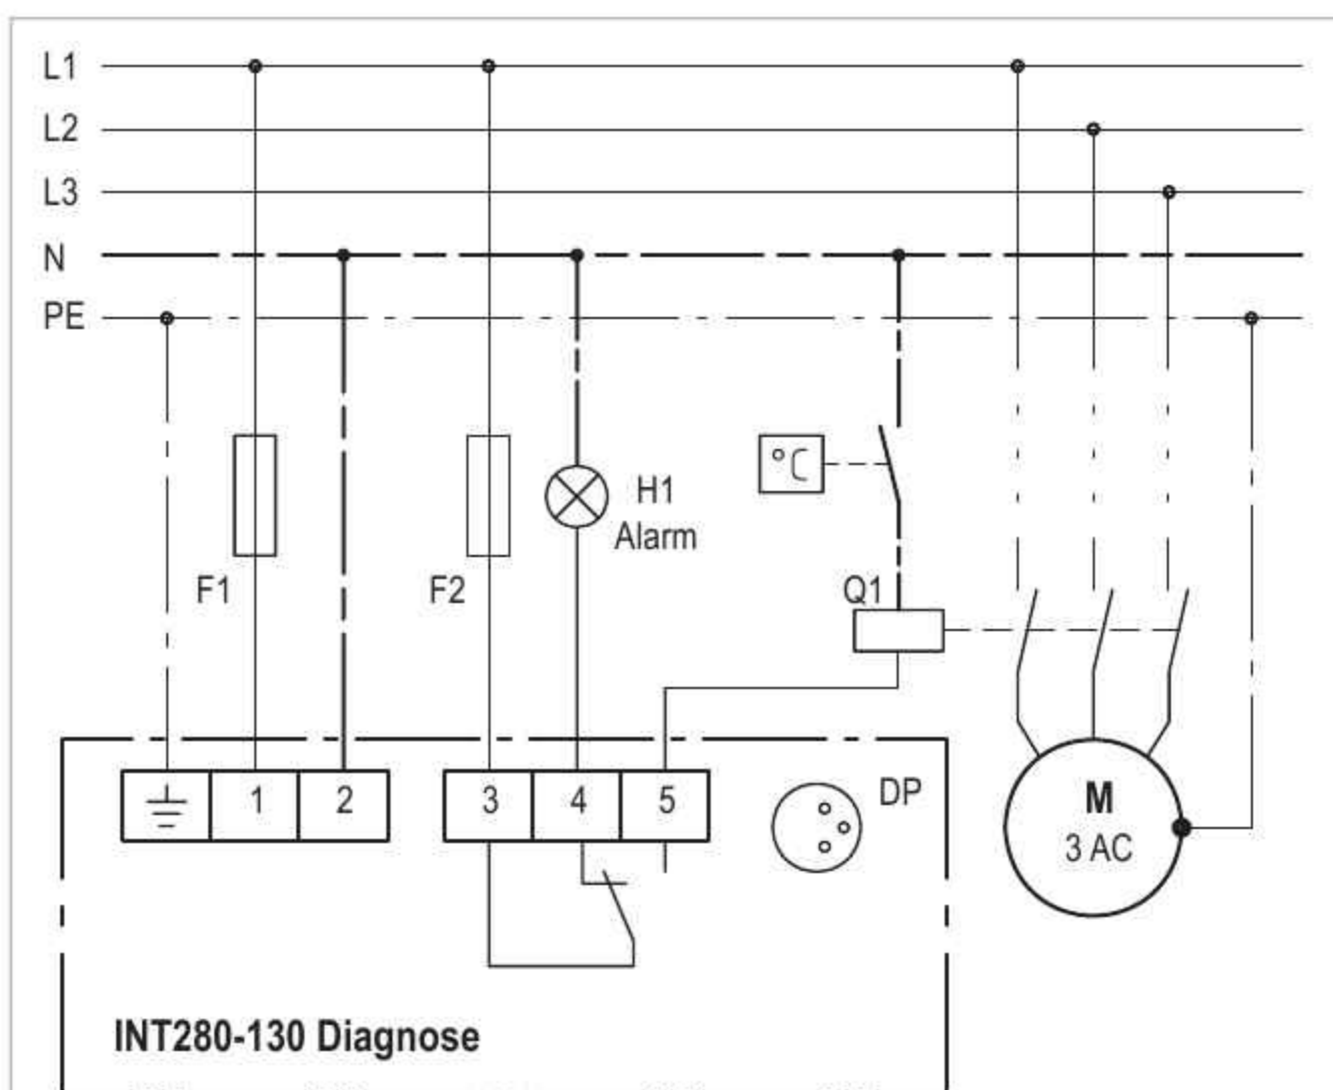 L1
L2
L3
N
PE
°C
H1
Alarm
F1
F2
Q1
1
2
3
4
5
DP
M
3 AC
INT280-130 Diagnose